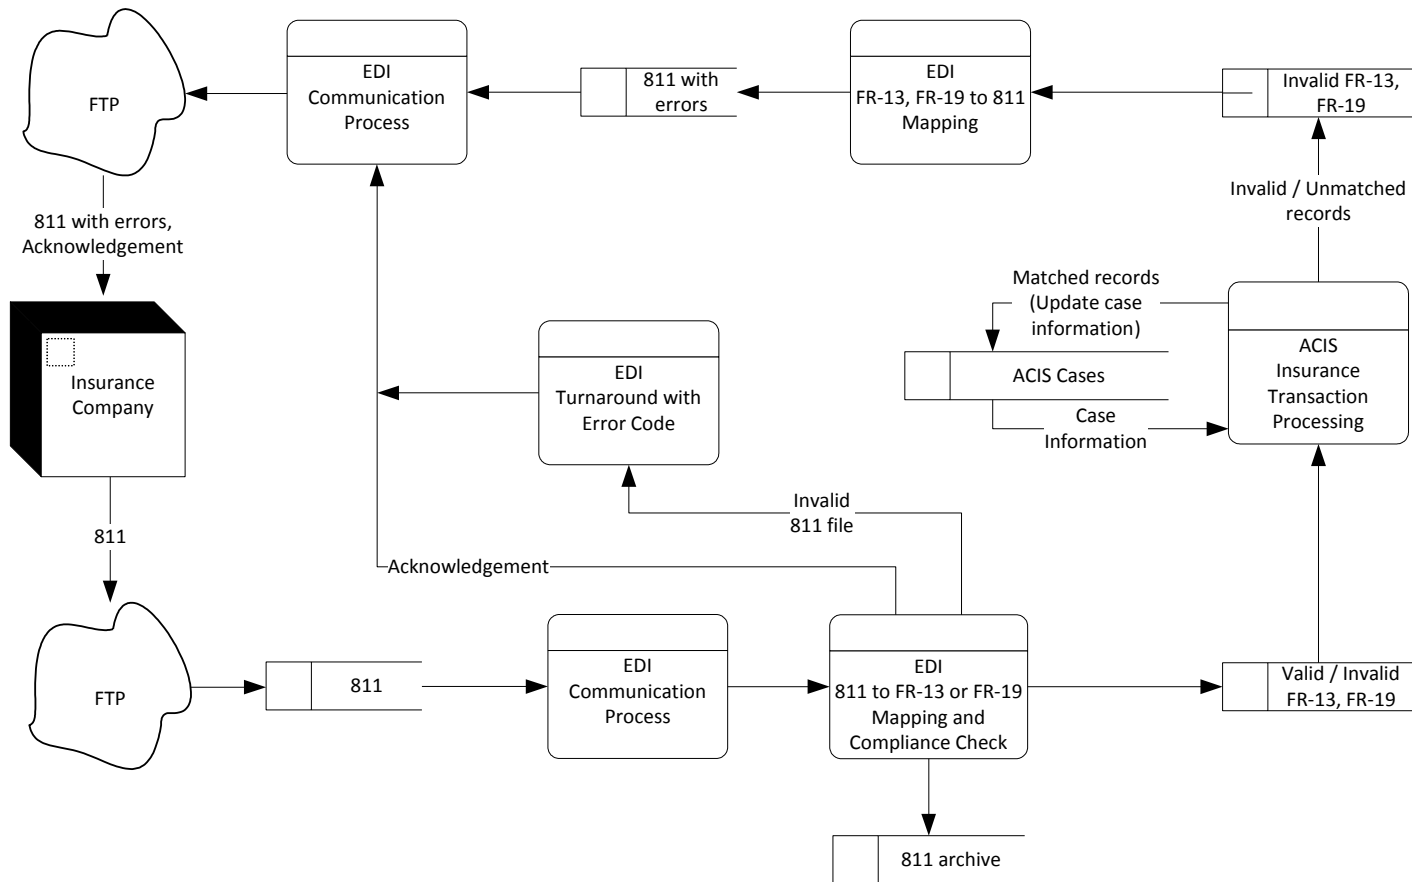 FTP
EDI
Communication
Process
811 with
errors
EDI
FR-13, FR-19 to 811
Mapping
Invalid FR-13,
FR-19
811 with errors,
Acknowledgement
Invalid / Unmatched
records
Matched records
(Update case
information)
ACIS
Insurance
Transaction
Processing
ACIS Cases
Case
Information
Insurance
Company
EDI
Turnaround with
Error Code
Invalid
811 file
811
Acknowledgement
FTP
811
EDI
Communication
Process
EDI
811 to FR-13 or FR-19
Mapping and
Compliance Check
Valid / Invalid
FR-13, FR-19
811 archive